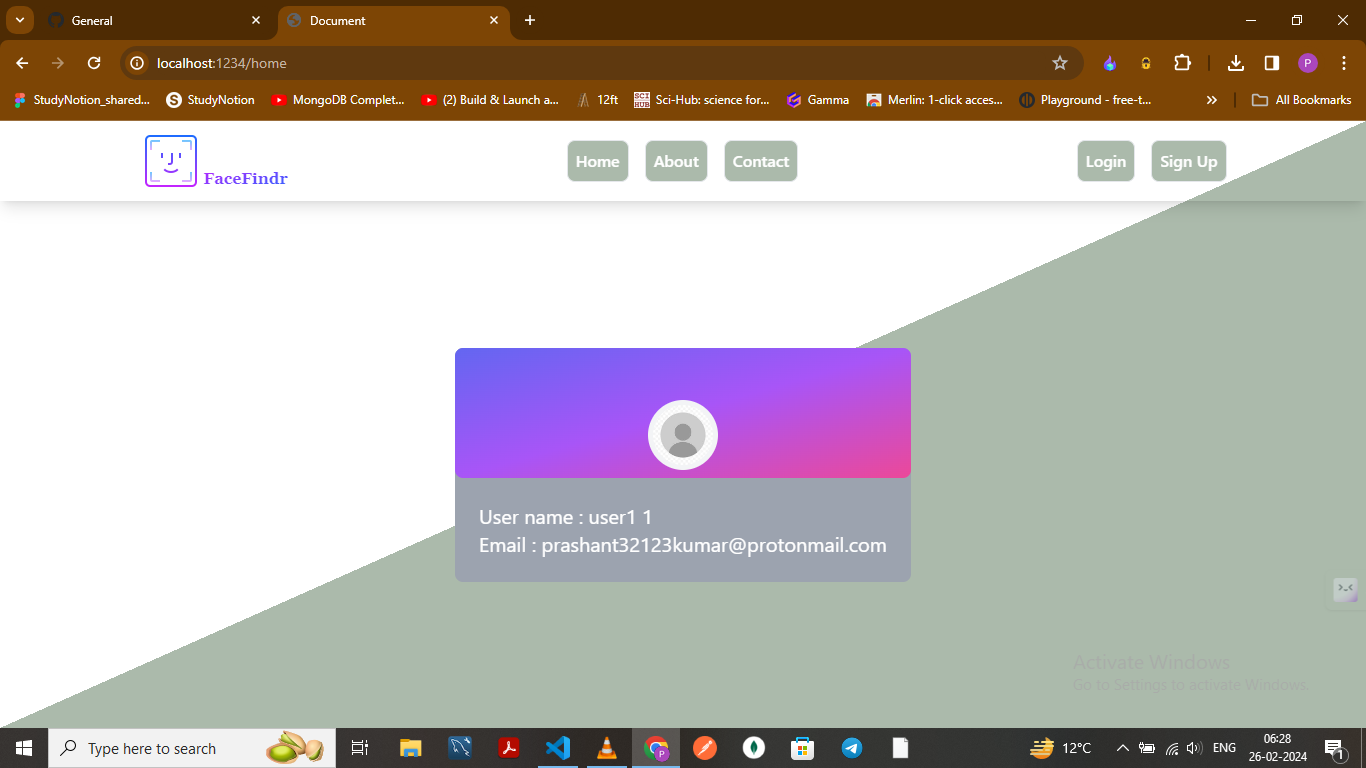 General
Document
localhost:1234/home
StudyNotion_shared...
StudyNotion
MongoDB Complet...
(2) Build & Launch a...
12ft
SCI HUB
Sci-Hub: science for...
Gamma
Merlin: 1-click acces...
Playground - free-t...
All Bookmarks
P
FaceFindr
Home
About
Contact
Login
Sign Up
User name : user1 1
Email : prashant32123kumar@protonmail.com
Activate Windows
Go to Settings to activate Windows.
Type here to search
P
12°C
ENG
06:28
26-02-2024
1